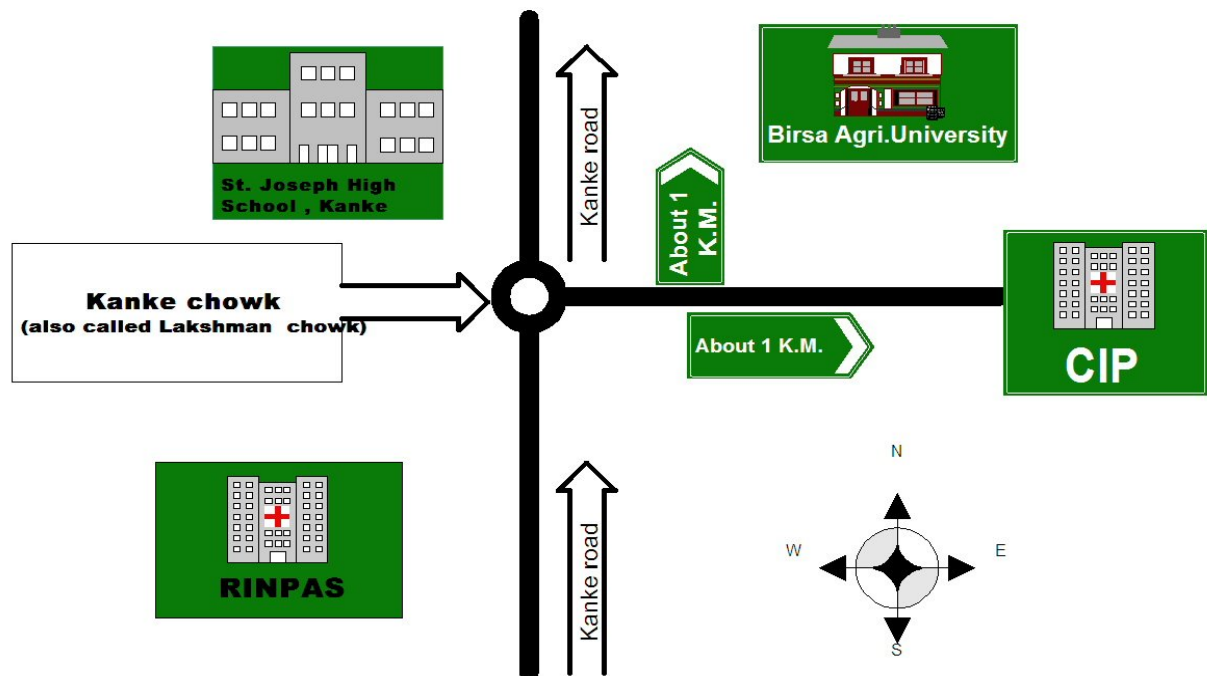 St. Joseph High
School , Kanke
Kanke road
Birsa Agri.University
About 1
K.M.
Kanke chowk
(also called Lakshman chowk)
About 1 K.M.
CIP
RINPAS
Kanke road
N
W
E
S